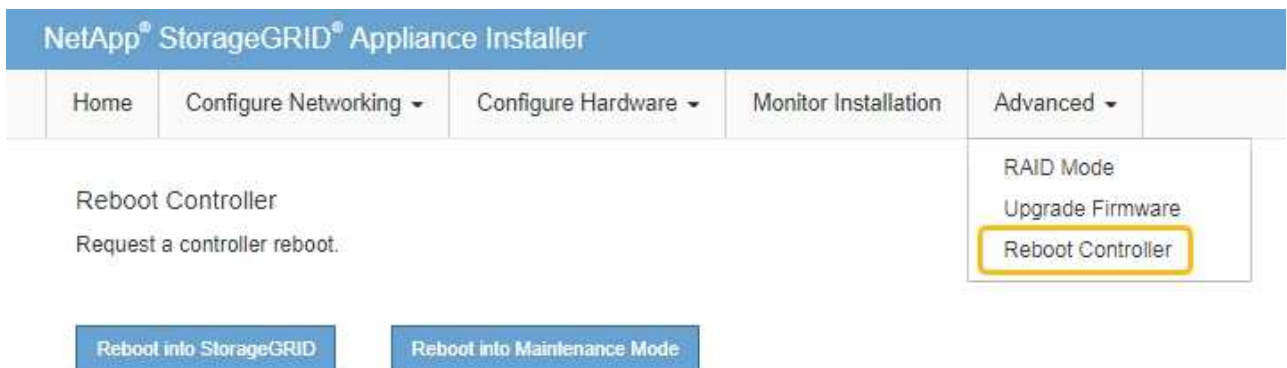 NetApp® StorageGRID® Appliance Installer
Home Configure Networking Configure Hardware Monitor Installation Advanced
RAID Mode
Upgrade Firmware
Reboot Controller
Reboot Controller
Request a controller reboot.
Reboot into StorageGRID Reboot into Maintenance Mode